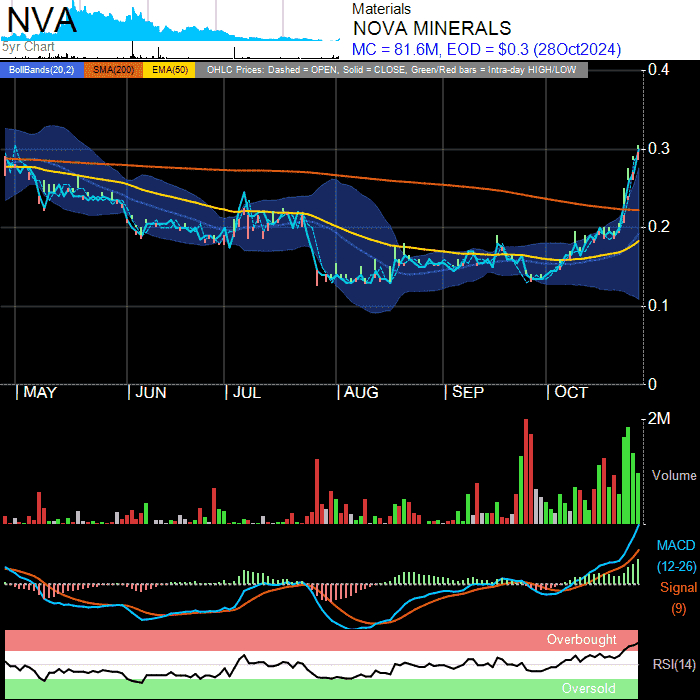 NVA
5yr Chart
Materials
NOVA MINERALS
MC = 81.6M, EOD = $0.3 (28Oct2024)
BollBands(20,2) SMA(200) EMA(50) OHLC Prices: Dashed = OPEN, Solid = CLOSE, Green/Red bars = Intra-day HIGH/LOW
0.4
0.3
0.2
0.1
0
MAY JUN JUL AUG SEP OCT
2M
Volume
MACD
(12-26)
Signal
(9)
Overbought
RSI(14)
Oversold